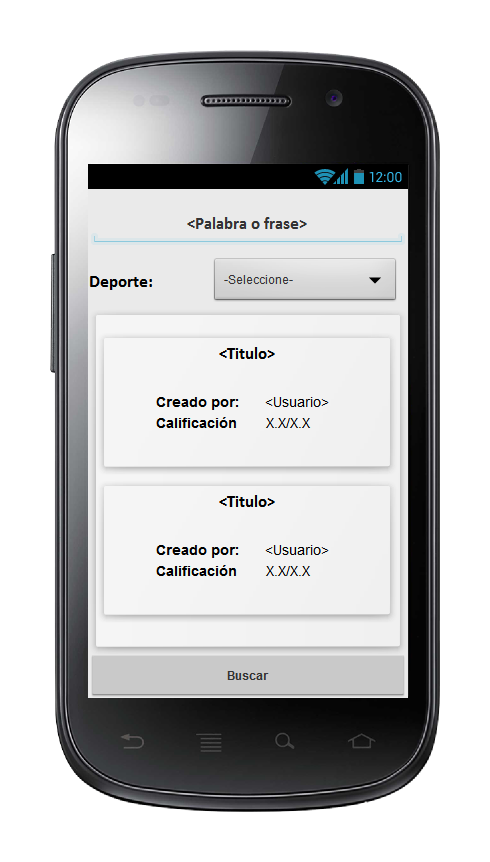 12:00
<Palabra o frase>
Deporte: -Seleccione-
<Titulo>
Creado por: <Usuario>
Calificación X.X/X.X
<Titulo>
Creado por: <Usuario>
Calificación X.X/X.X
Buscar